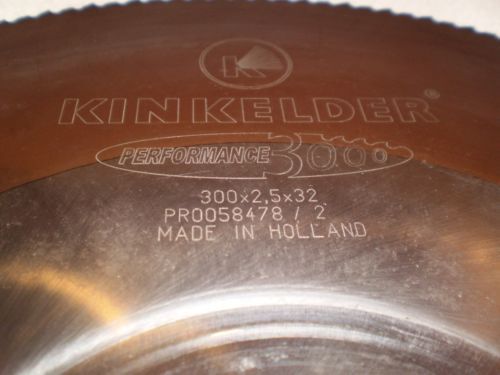 K
KINKELDER®
PERFORMANCE 3000
300x2,5x32
PR0058478 / 2
MADE IN HOLLAND